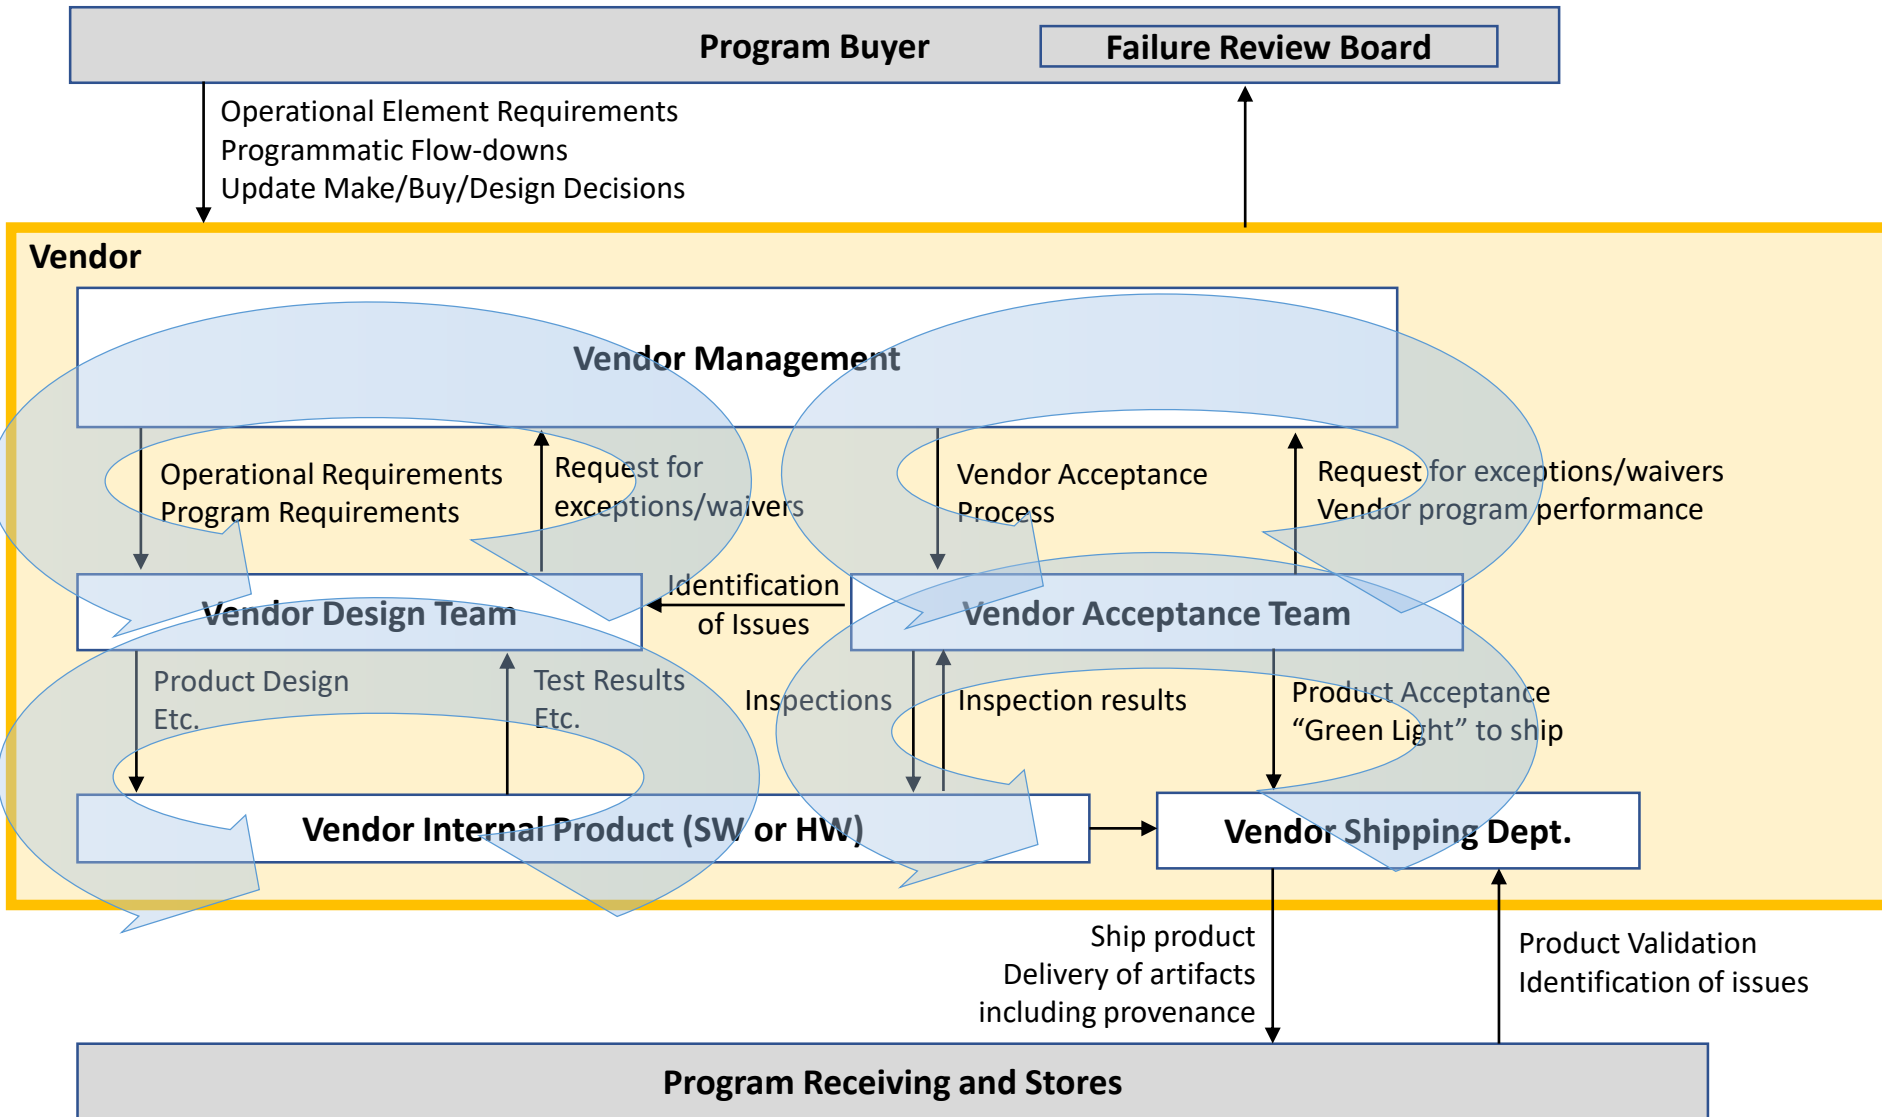 Program Buyer
Failure Review Board
Operational Element Requirements
Programmatic Flow-downs
Update Make/Buy/Design Decisions
Vendor
Vendor Management
Operational Requirements
Program Requirements
Request for
exceptions/waivers
Vendor Acceptance
Process
Request for exceptions/waivers
Vendor program performance
Vendor Design Team
Identification
of Issues
Vendor Acceptance Team
Product Design
Etc.
Test Results
Etc.
Inspections
Inspection results
Product Acceptance
“Green Light” to ship
Vendor Internal Product (SW or HW)
Vendor Shipping Dept.
Ship product
Delivery of artifacts
including provenance
Product Validation
Identification of issues
Program Receiving and Stores